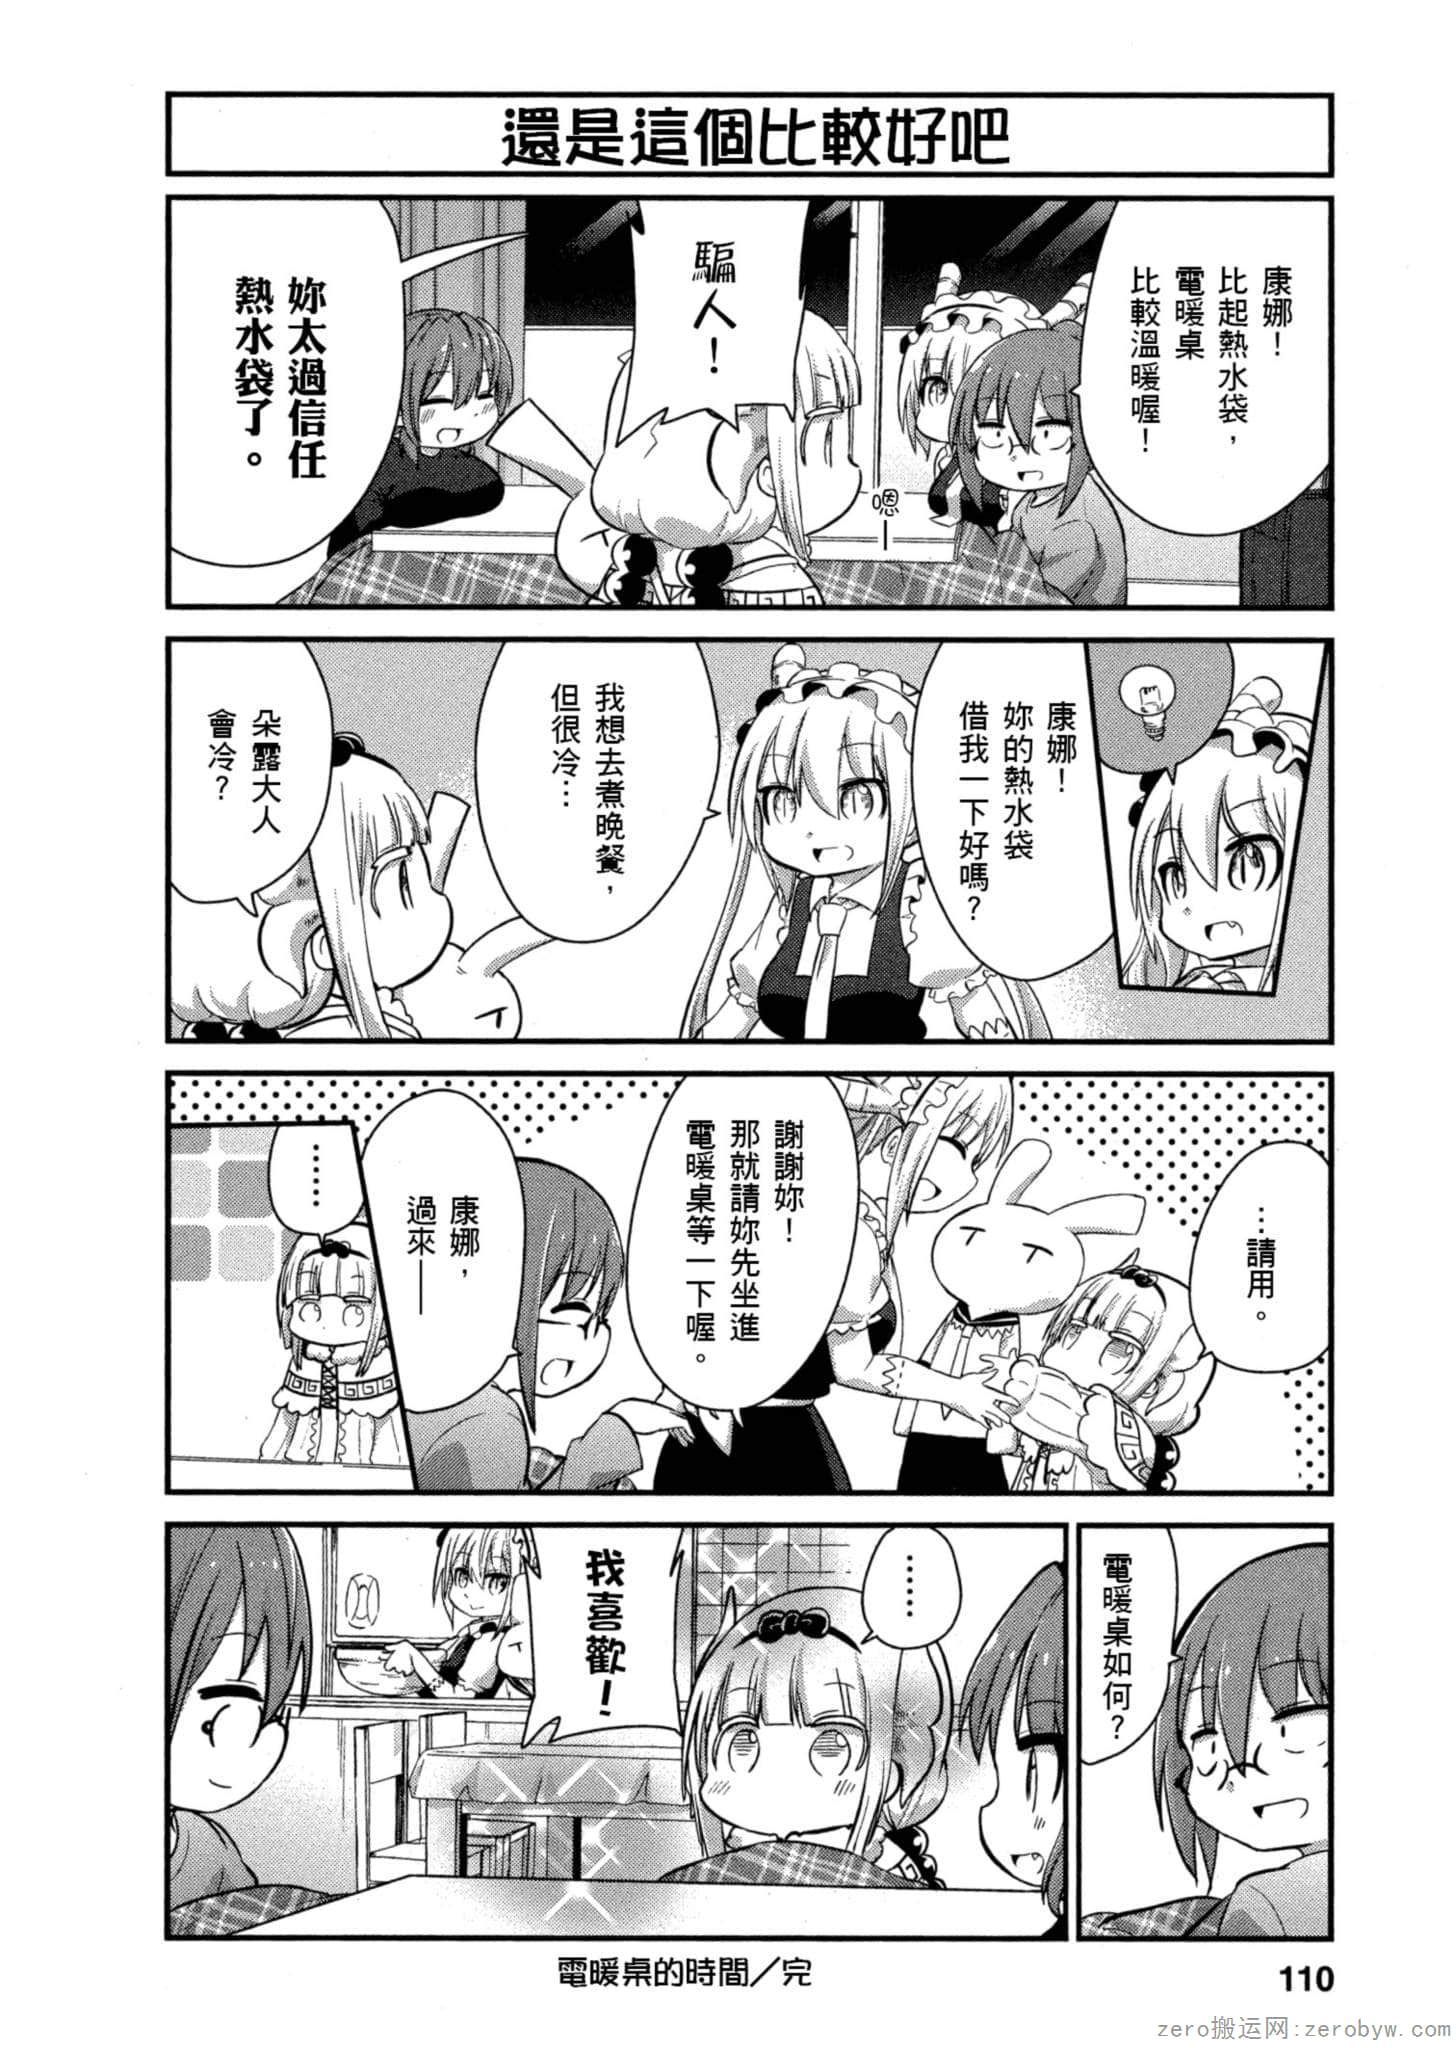 還是這個比較好吧
康娜！
比起熱水袋，
電暖桌
比較溫暖喔！
嗯—
騙人！
妳太過信任
熱水袋了。
康娜！
妳的熱水袋
借我一下好嗎？
我想去煮晚餐，
但很冷…
朵露大人
會冷？
…請用。
謝謝妳！
那就請妳先坐進
電暖桌等一下喔。
康娜，
過來——
……
電暖桌如何？
……
我喜歡！
電暖桌的時間／完
110
zero搬运网:zerobyw.com